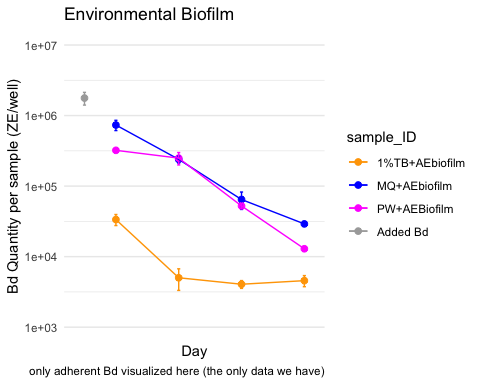 Environmental Biofilm
Bd Quantity per sample (ZE/well)
1e+07
1e+06
1e+05
1e+04
1e+03
Day
only adherent Bd visualized here (the only data we have)
sample_ID
1%TB+AEbiofilm
MQ+AEbiofilm
PW+AEBiofilm
Added Bd